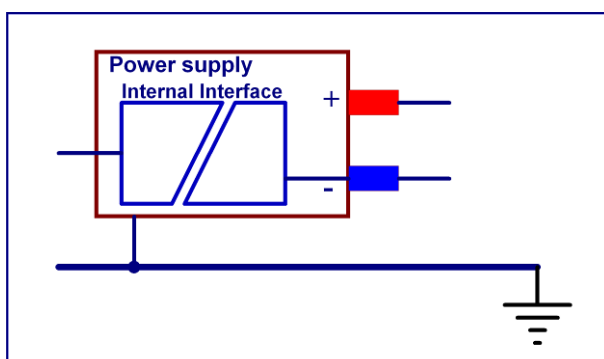 Power supply
Internal Interface
+
-